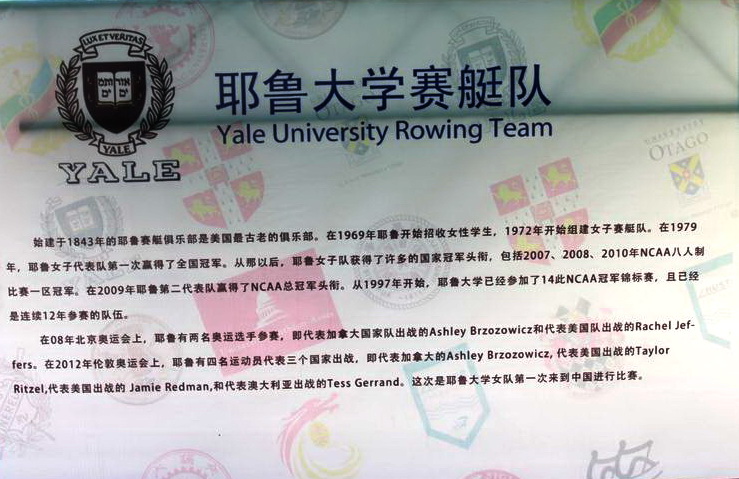 LUX ET VERITAS
YALE
YALE
耶鲁大学赛艇队
Yale University Rowing Team
OTAGO
始建于1843年的耶鲁赛艇俱乐部是美国最古老的俱乐部。在1969年耶鲁开始招收女性学生，1972年开始组建女子赛艇队。在1979
年，耶鲁女子代表队第一次赢得了全国冠军。从那以后，耶鲁女子队获得了许多的国家冠军头衔，包括2007、2008、2010年NCAA八人制
比赛一区冠军。在2009年耶鲁第二代表队赢得了NCAA总冠军头衔。从1997年开始，耶鲁大学已经参加了14此NCAA冠军锦标赛，且已经
是连续12年参赛的队伍。
在08年北京奥运会上，耶鲁有两名奥运选手参赛，即代表加拿大国家队出战的Ashley Brzozowicz和代表美国队出战的Rachel Jef-
fers。在2012年伦敦奥运会上，耶鲁有四名运动员代表三个国家出战，即代表加拿大的Ashley Brzozowicz, 代表美国出战的Taylor
Ritzel,代表美国出战的 Jamie Redman,和代表澳大利亚出战的Tess Gerrand。这次是耶鲁大学女队第一次来到中国进行比赛。